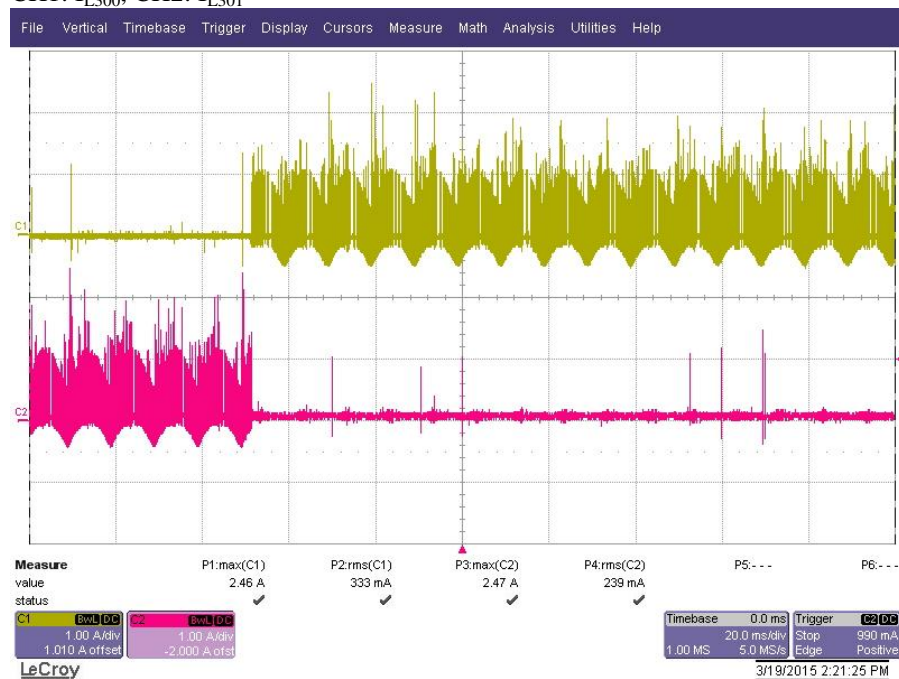 CH1: IL300, CH2: IL301
File Vertical Timebase Trigger Display Cursors Measure Math Analysis Utilities Help
C1
C2
Measure P1:max(C1) P2:rms(C1) P3:max(C2) P4:rms(C2) P5:- - - P6:- - -
value 2.46 A 333 mA 2.47 A 239 mA
status
C1 BwL DC C2 BwL DC Timebase 0.0 ms Trigger C2 DC
1.00 A/div 1.00 A/div 20.0 ms/div Stop 990 mA
1.010 A offset -2.000 A ofst 1.00 MS 5.0 MS/s Edge Positive
LeCroy 3/19/2015 2:21:25 PM